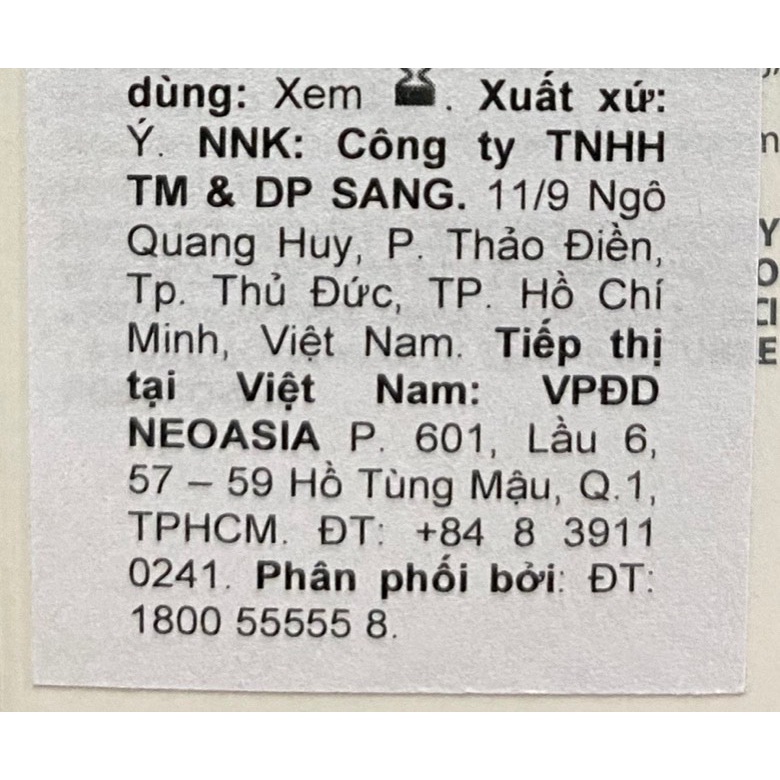 dùng: Xem . Xuất xứ:
Ý. NNK: Công ty TNHH
TM & DP SANG. 11/9 Ngô
Quang Huy, P. Thảo Điền,
Tp. Thủ Đức, TP. Hồ Chí
Minh, Việt Nam. Tiếp thị
tại Việt Nam: VPĐD
NEOASIA P. 601, Lầu 6,
57 – 59 Hồ Tùng Mậu, Q.1,
TPHCM. ĐT: +84 8 3911
0241. Phân phối bởi: ĐT:
1800 55555 8.